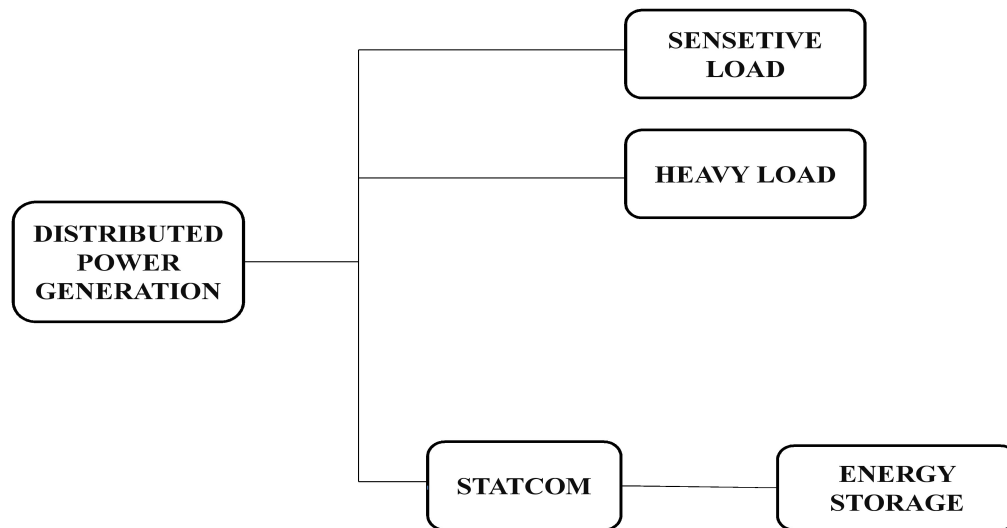 SENSETIVE
LOAD
HEAVY LOAD
DISTRIBUTED
POWER
GENERATION
STATCOM
ENERGY
STORAGE